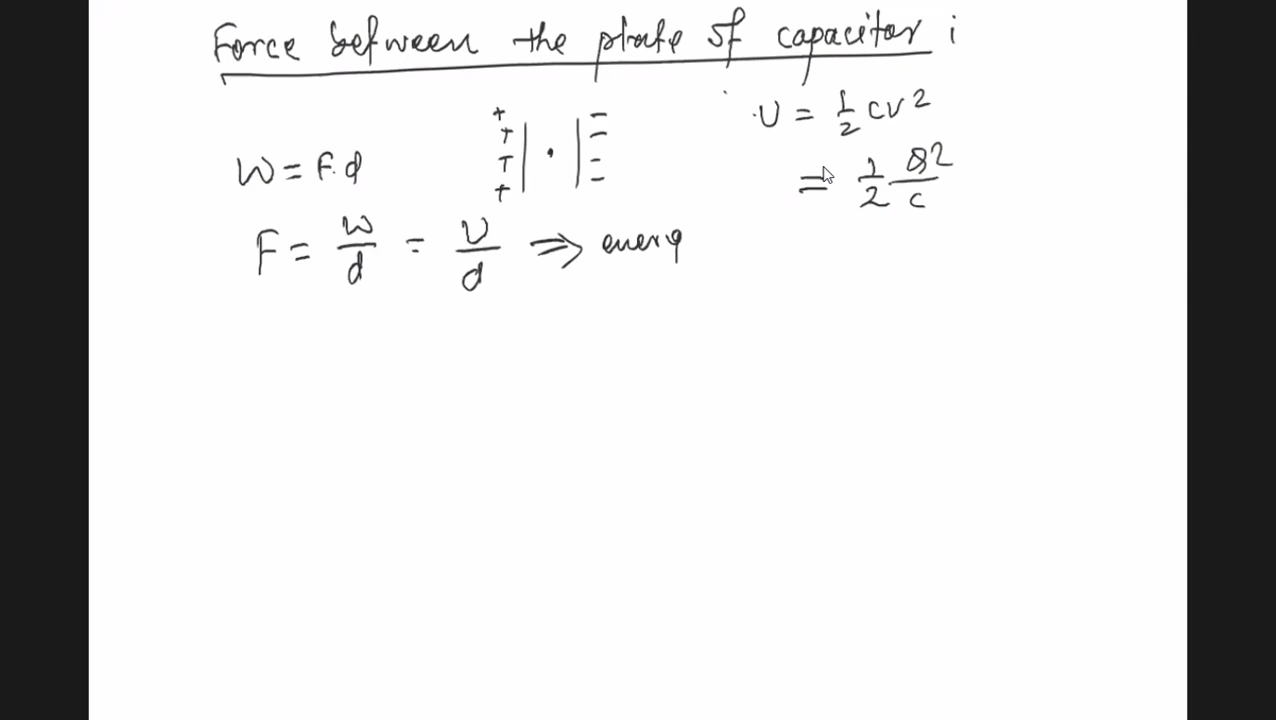 Force between the plate of capacitor i
U = 1/2 CV²
+ + + + | · | - - - -
W = F.d
=> 1/2 Q²/C
F = W/d = U/d => energ